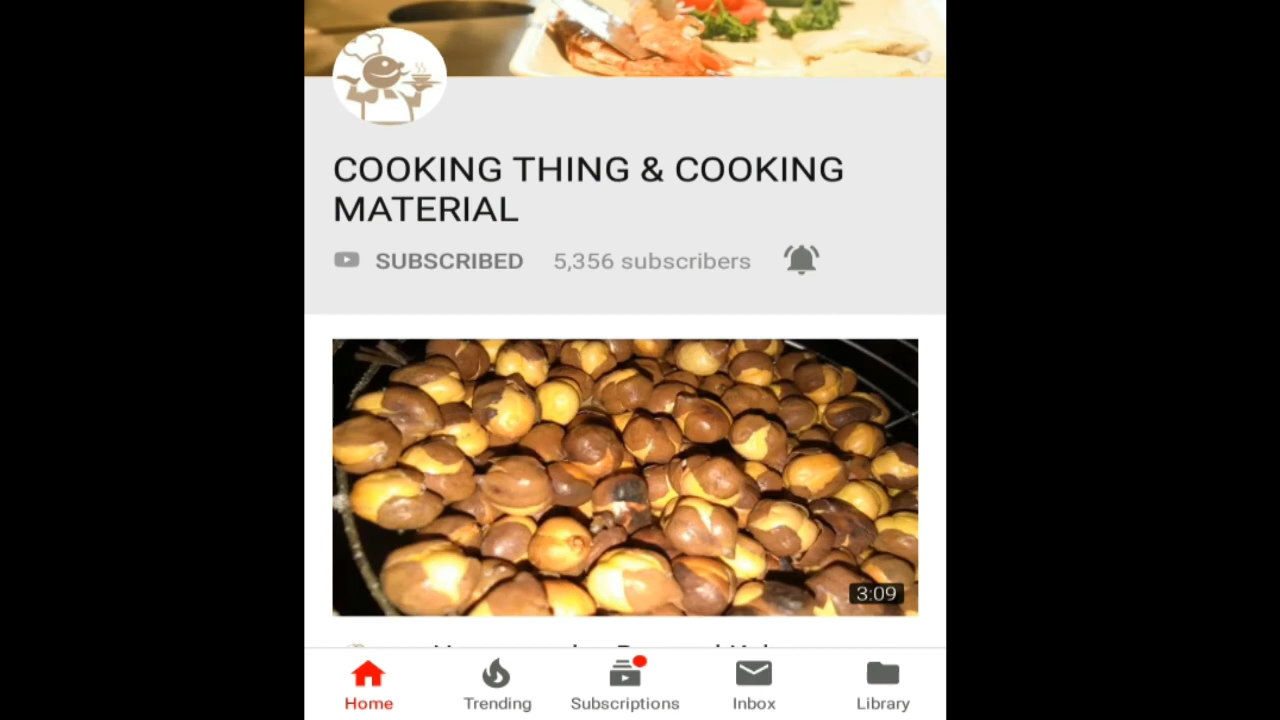 COOKING THING & COOKING
MATERIAL
SUBSCRIBED 5,356 subscribers
3:09
Home Trending Subscriptions Inbox Library